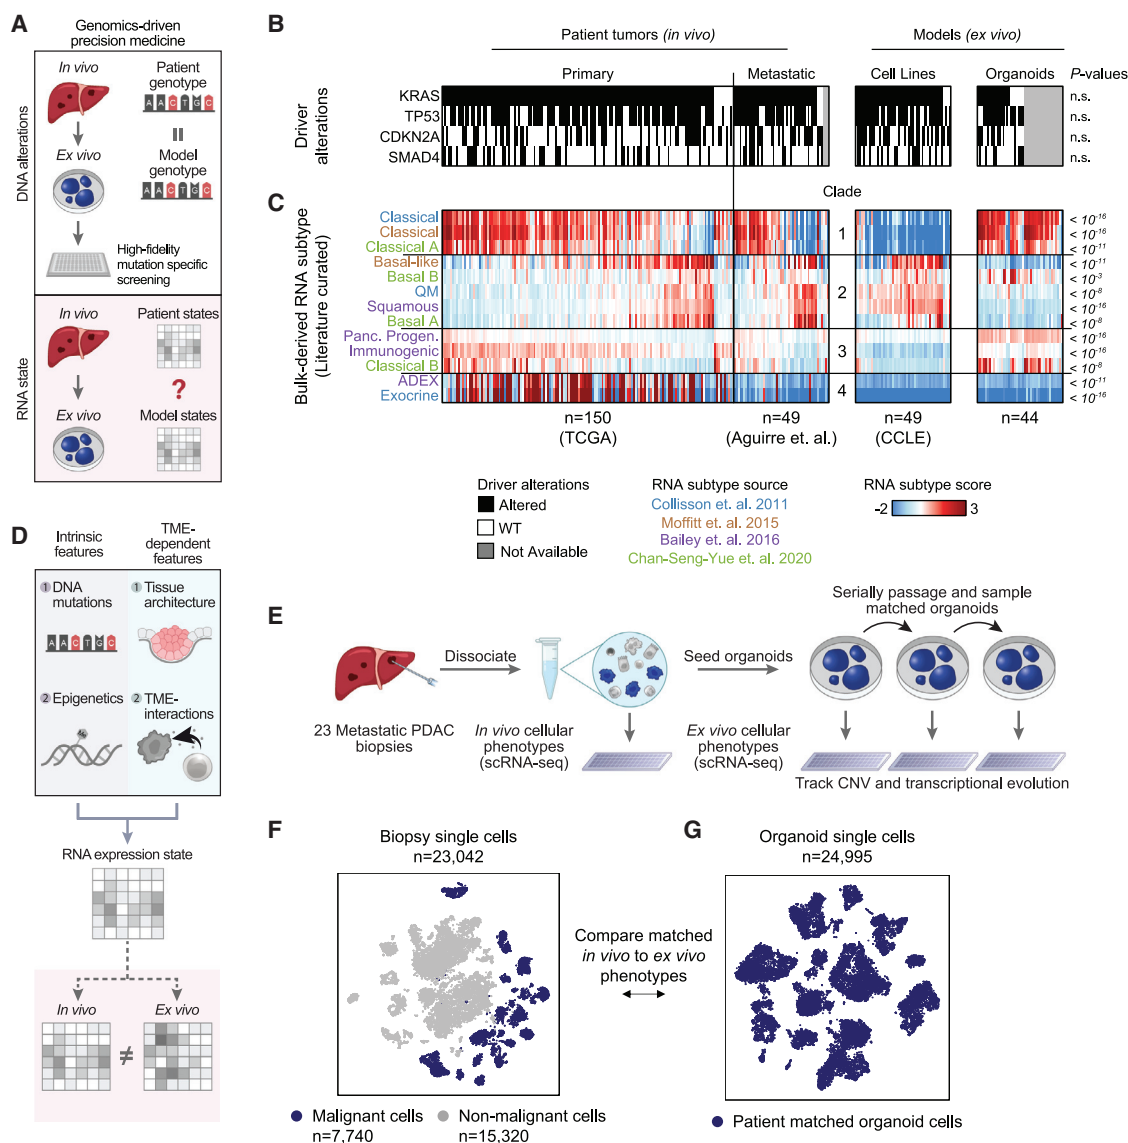 A
Genomics-driven
precision medicine
DNA alterations
In vivo
Patient
genotype
A A C T G C
Ex vivo
Model
genotype
A A C T G C
High-fidelity
mutation specific
screening
RNA state
In vivo
Patient states
?
Ex vivo
Model states
B
Patient tumors (in vivo)
Models (ex vivo)
Primary
Metastatic
Cell Lines
Organoids
P-values
Driver
alterations
KRAS
n.s.
TP53
n.s.
CDKN2A
n.s.
SMAD4
n.s.
C
Clade
Bulk-derived RNA subtype
(Literature curated)
Classical
< 10-16
Classical
1
< 10-16
Classical A
< 10-11
Basal-like
< 10-11
Basal B
< 10-3
QM
2
< 10-8
Squamous
< 10-16
Basal A
< 10-8
Panc. Progen.
< 10-16
Immunogenic
3
< 10-16
Classical B
< 10-8
ADEX
4
< 10-11
Exocrine
< 10-16
n=150
(TCGA)
n=49
(Aguirre et. al.)
n=49
(CCLE)
n=44
Driver alterations
Altered
WT
Not Available
RNA subtype source
Collisson et. al. 2011
Moffitt et. al. 2015
Bailey et. al. 2016
Chan-Seng-Yue et. al. 2020
RNA subtype score
-2
3
D
Intrinsic
features
TME-
dependent
features
1 DNA
mutations
1 Tissue
architecture
A A C T G C
2 Epigenetics
2 TME-
interactions
RNA expression
state
In vivo
Ex vivo
≠
E
Serially passage and sample
matched organoids
Dissociate
Seed organoids
23 Metastatic PDAC
biopsies
In vivo cellular
phenotypes
(scRNA-seq)
Ex vivo cellular
phenotypes
(scRNA-seq)
Track CNV and transcriptional evolution
F
Biopsy single cells
n=23,042
Malignant cells
n=7,740
Non-malignant cells
n=15,320
Compare matched
in vivo to ex vivo
phenotypes
G
Organoid single cells
n=24,995
Patient matched organoid cells